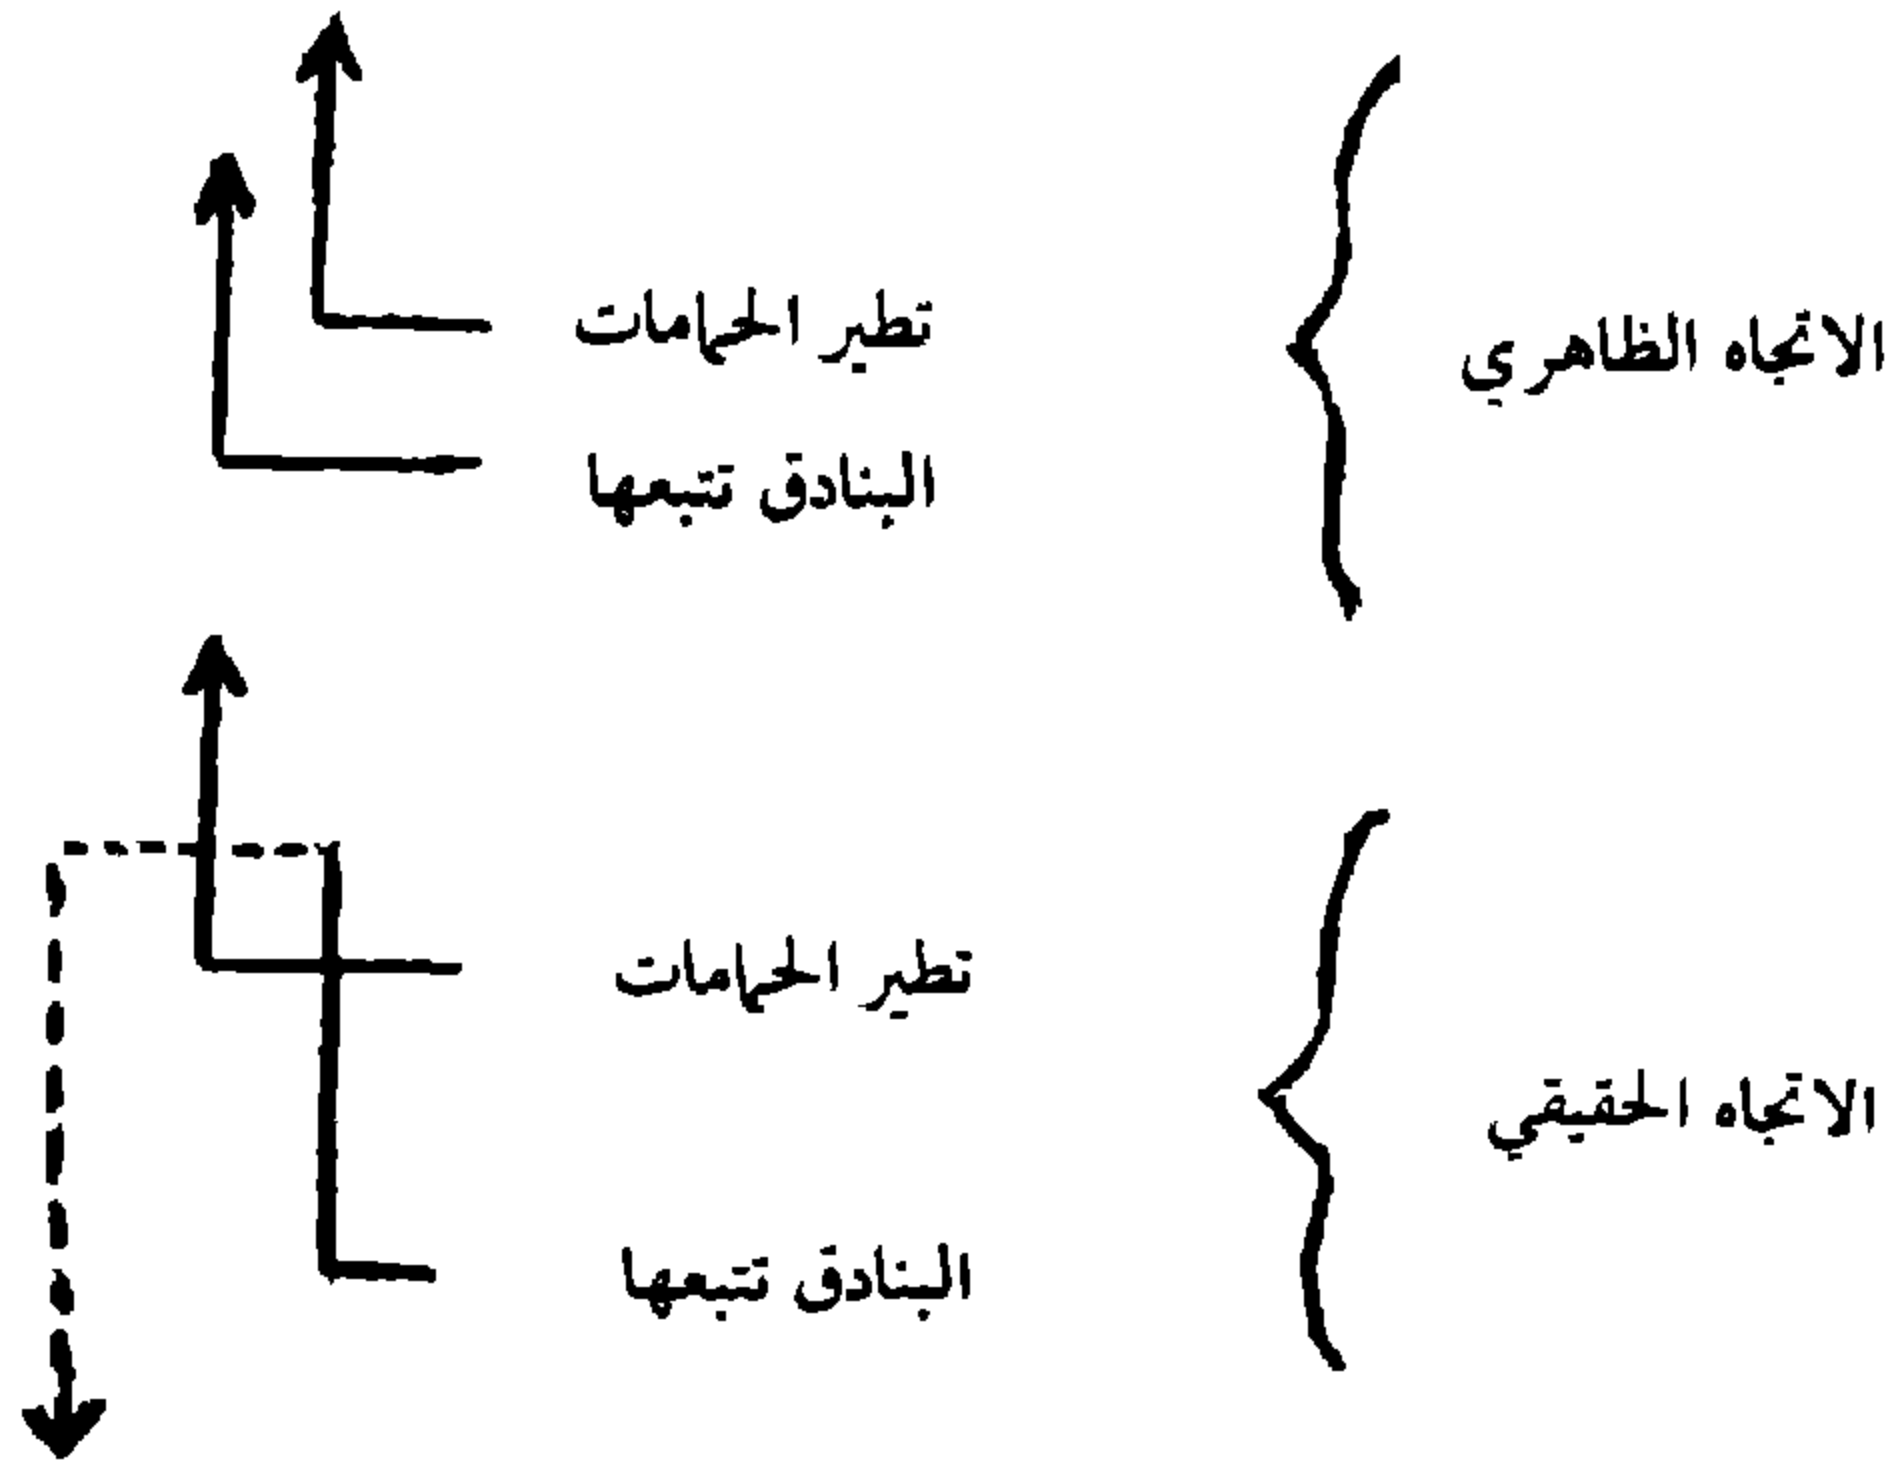 الاتجاه الظاهري
تطير الحمامات
البنادق تتبعها
الاتجاه الحقيقي
تطير الحمامات
البنادق تتبعها